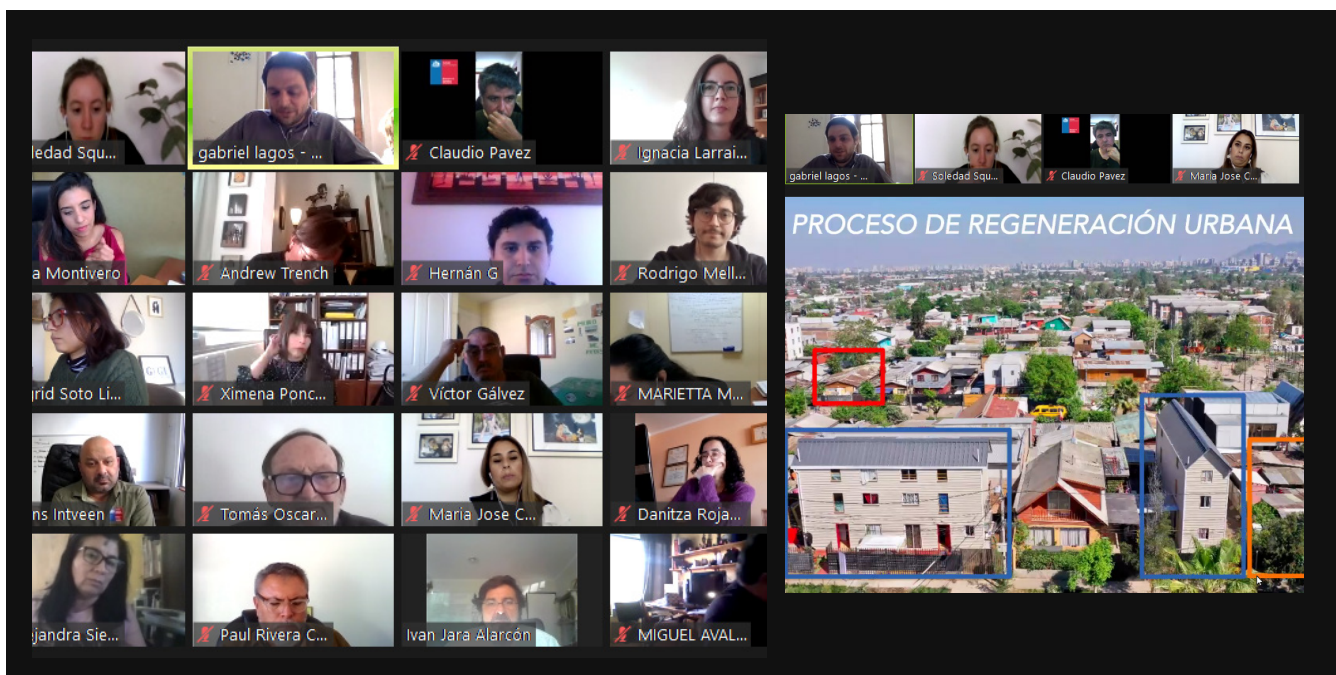 ledad Squ...
gabriel lagos - ...
Claudio Pavez
Ignacia Larrai...
a Montivero
Andrew Trench
Hernán G
Rodrigo Mell...
grid Soto Li...
Ximena Ponc...
Víctor Gálvez
MARIETTA M...
ns Intveen
Tomás Oscar...
Maria Jose C...
Danitza Roja...
ejandra Sie...
Paul Rivera C...
Ivan Jara Alarcón
MIGUEL AVAL...
gabriel lagos - ...
Soledad Squ...
Claudio Pavez
Maria Jose C...
PROCESO DE REGENERACIÓN URBANA